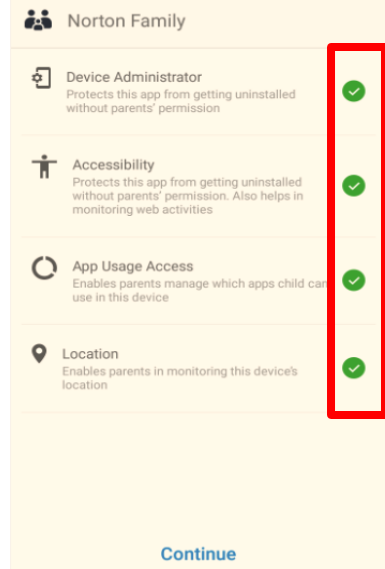 Norton Family
Device Administrator
Protects this app from getting uninstalled
without parents' permission
Accessibility
Protects this app from getting uninstalled
without parents' permission. Also helps in
monitoring web activities
App Usage Access
Enables parents manage which apps child can
use in this device
Location
Enables parents in monitoring this device's
location
Continue